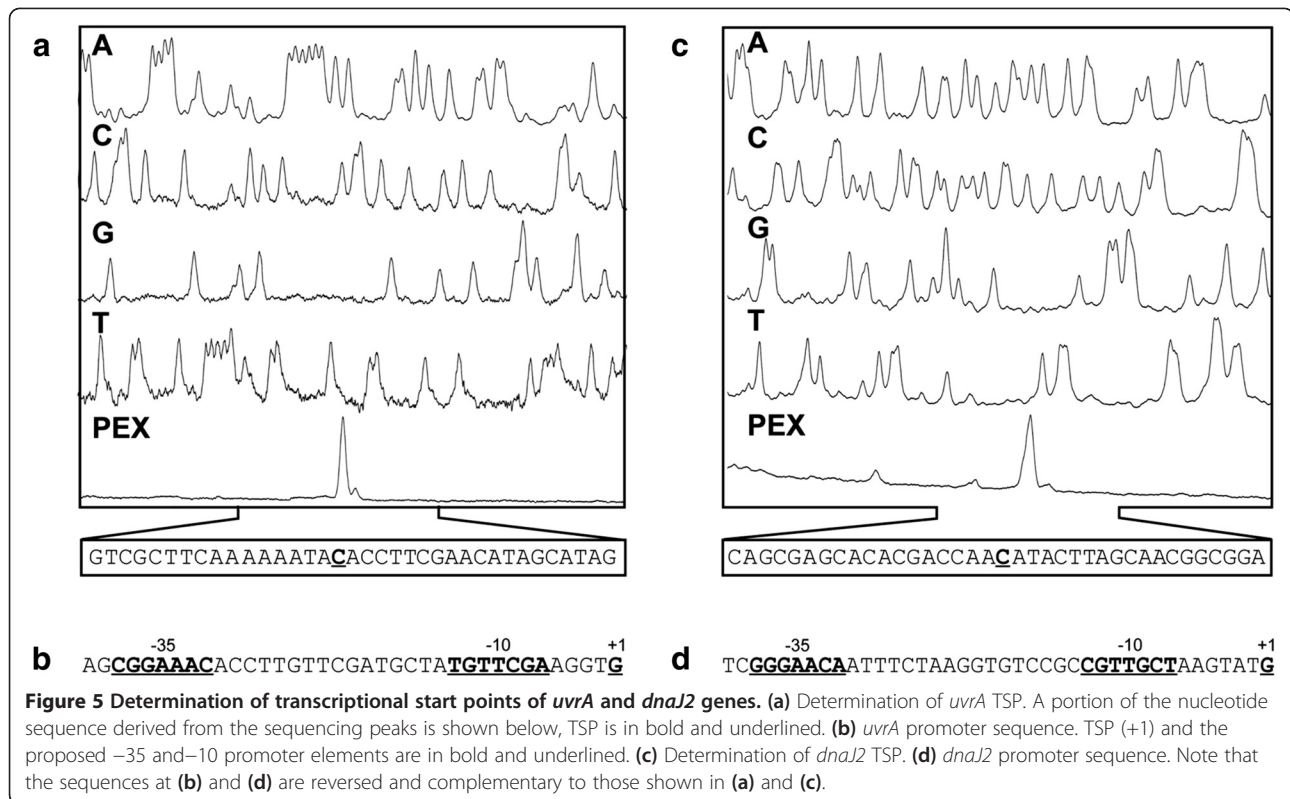 a
A
C
G
T
PEX
GTCGCTTCAAAAAATACACCTTCGAACATAGCATAG
c
A
C
G
T
PEX
CAGCGAGCACACGACCAACATACTTAGCAACGGCGGA
b
-35 -10 +1
AGCGGAAACACCTTGTTCGATGCTATGTTCGAAGGTG
d
-35 -10 +1
TCGGGAACAATTTCTAAGGTGTCCGCCGTTGCTAAGTATG
Figure 5 Determination of transcriptional start points of uvrA and dnaJ2 genes. (a) Determination of uvrA TSP. A portion of the nucleotide
sequence derived from the sequencing peaks is shown below, TSP is in bold and underlined. (b) uvrA promoter sequence. TSP (+1) and the
proposed −35 and−10 promoter elements are in bold and underlined. (c) Determination of dnaJ2 TSP. (d) dnaJ2 promoter sequence. Note that
the sequences at (b) and (d) are reversed and complementary to those shown in (a) and (c).